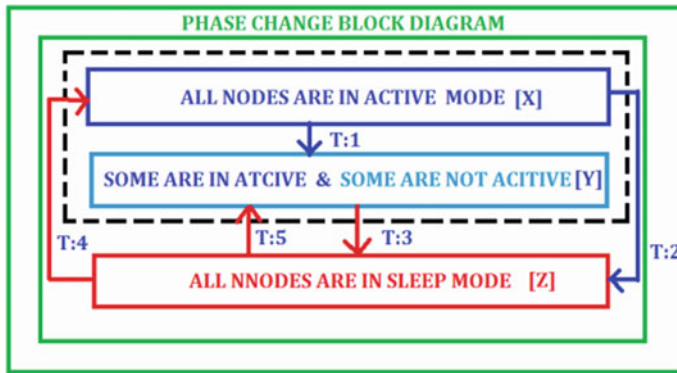 PHASE CHANGE BLOCK DIAGRAM
ALL NODES ARE IN ACTIVE MODE [X]
T:1
SOME ARE IN ATCIVE & SOME ARE NOT ACITIVE [Y]
T:4
T:5
T:3
T:2
ALL NNODES ARE IN SLEEP MODE [Z]